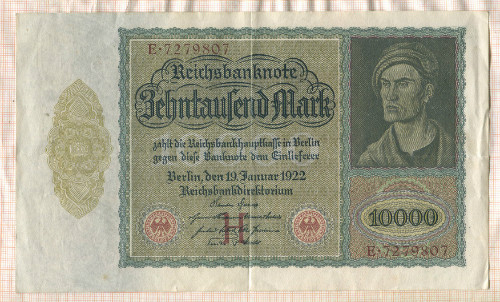 E·7279807
Reichsbanknote
Zehntausend Mark
zahlt die Reichsbankhauptkasse in Berlin
gegen diese Banknote dem Einlieferer
Berlin, den 19. Januar 1922
Reichsbankdirektorium
H
10000
E·7279807